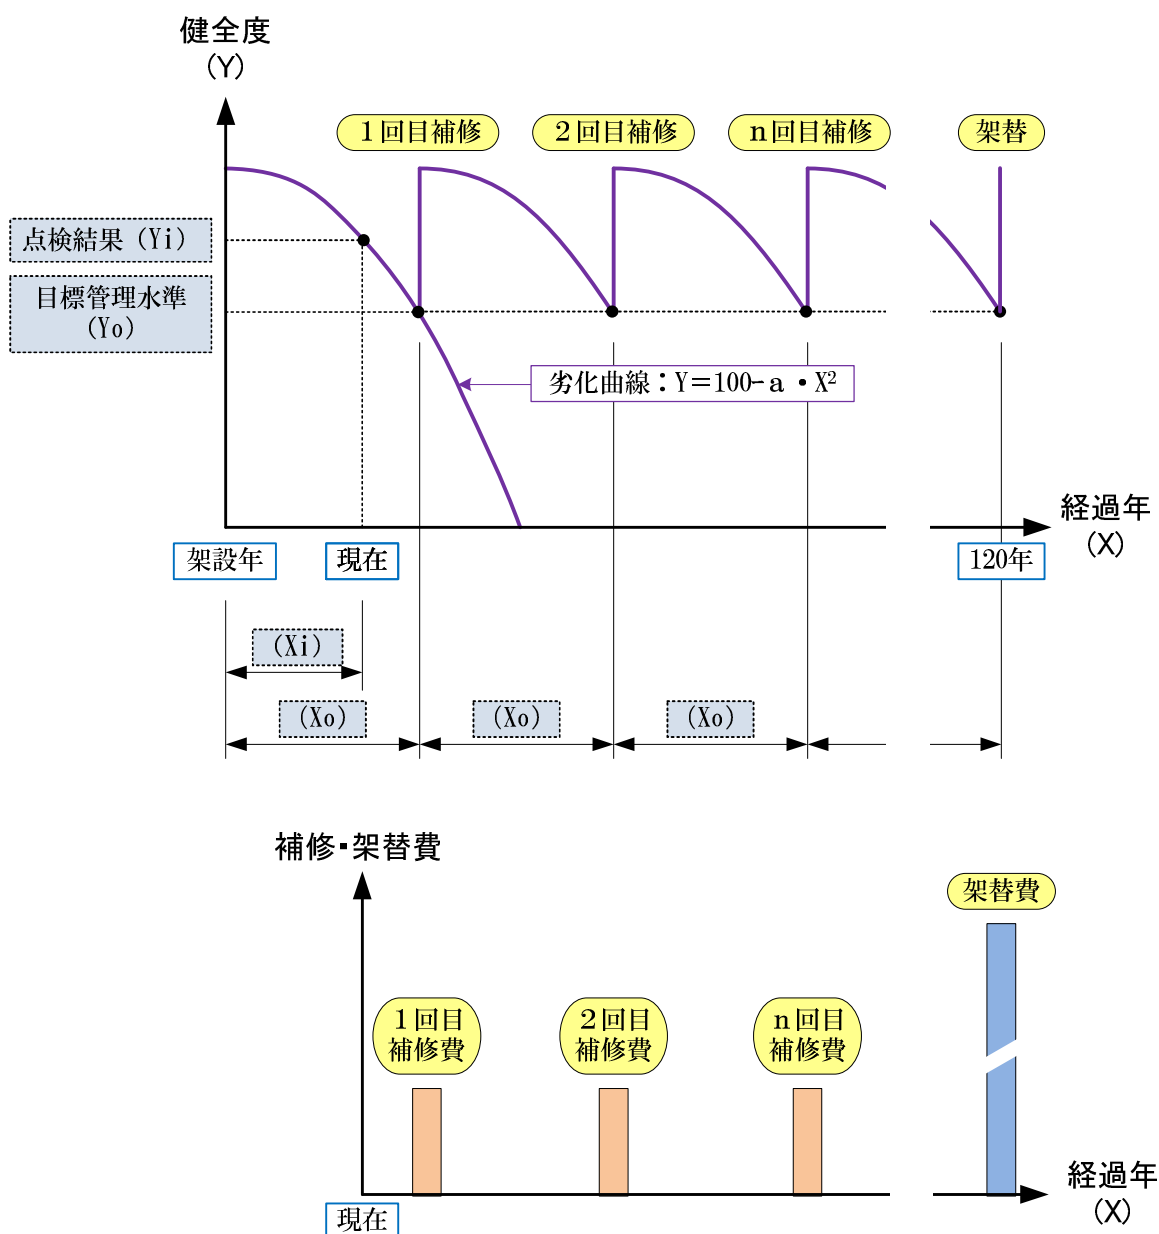 健全度
(Y)
1回目補修
2回目補修
n回目補修
架替
点検結果（Yi）
目標管理水準
（Yo）
劣化曲線：Y＝100-a・X²
経過年
(X)
架設年
現在
120年
（Xi）
（Xo）
（Xo）
（Xo）
補修・架替費
架替費
1回目
補修費
2回目
補修費
n回目
補修費
経過年
(X)
現在